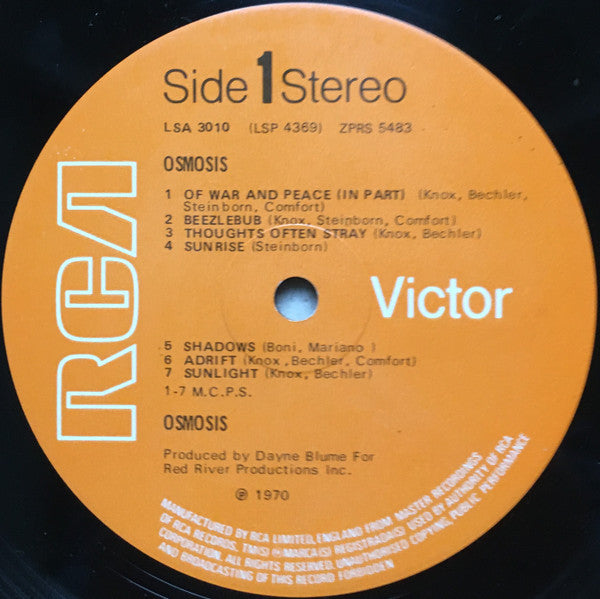 Side 1 Stereo
LSA 3010 (LSP 4369) ZPRS 5483
OSMOSIS
1 OF WAR AND PEACE (IN PART) (Knox, Bechler,
Steinborn, Comfort)
2 BEEZLEBUB (Knox, Steinborn, Comfort)
3 THOUGHTS OFTEN STRAY (Knox, Bechler)
4 SUNRISE (Steinborn)
RCA
Victor
5 SHADOWS (Boni, Mariano )
6 ADRIFT (Knox ,Bechler, Comfort)
7 SUNLIGHT (Knox, Bechler)
1-7 M.C.P.S.
OSMOSIS
Produced by Dayne Blume For
Red River Productions Inc.
℗ 1970
MANUFACTURED BY RCA LIMITED, ENGLAND FROM MASTER RECORDINGS
OF RCA RECORDS, TM(S) ® MARCA(S) REGISTRADA(S) USED BY AUTHORITY OF RCA
CORPORATION. ALL RIGHTS RESERVED. UNAUTHORISED COPYING, PUBLIC PERFORMANCE
AND BROADCASTING OF THIS RECORD FORBIDDEN